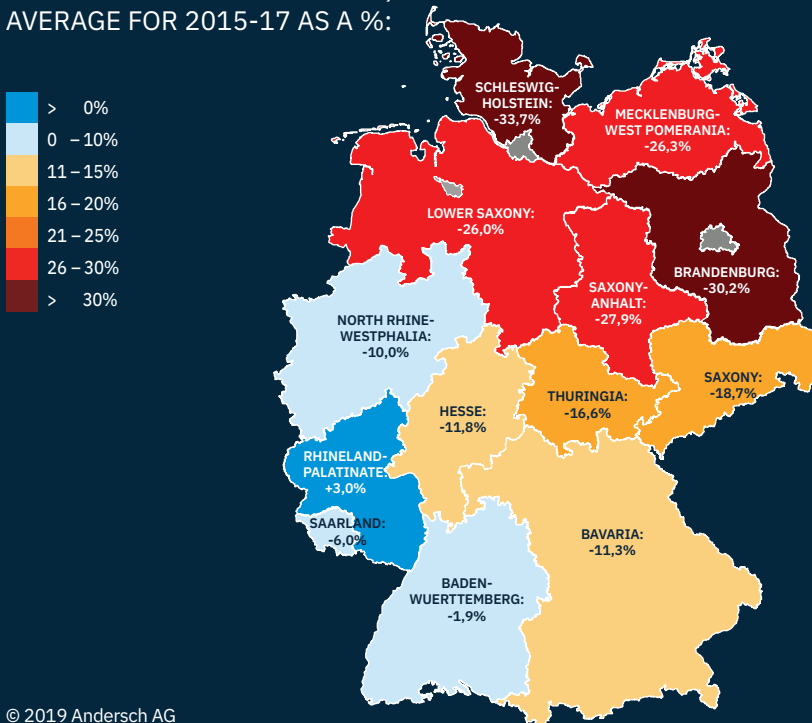 AVERAGE FOR 2015-17 AS A %:
> 0%
0 – 10%
11 – 15%
16 – 20%
21 – 25%
26 – 30%
> 30%
SCHLESWIG-
HOLSTEIN:
-33,7%
MECKLENBURG-
WEST POMERANIA:
-26,3%
LOWER SAXONY:
-26,0%
BRANDENBURG:
-30,2%
SAXONY-
ANHALT:
-27,9%
NORTH RHINE-
WESTPHALIA:
-10,0%
SAXONY:
-18,7%
THURINGIA:
-16,6%
HESSE:
-11,8%
RHINELAND-
PALATINATE:
+3,0%
SAARLAND:
-6,0%
BAVARIA:
-11,3%
BADEN-
WUERTTEMBERG:
-1,9%
© 2019 Andersch AG